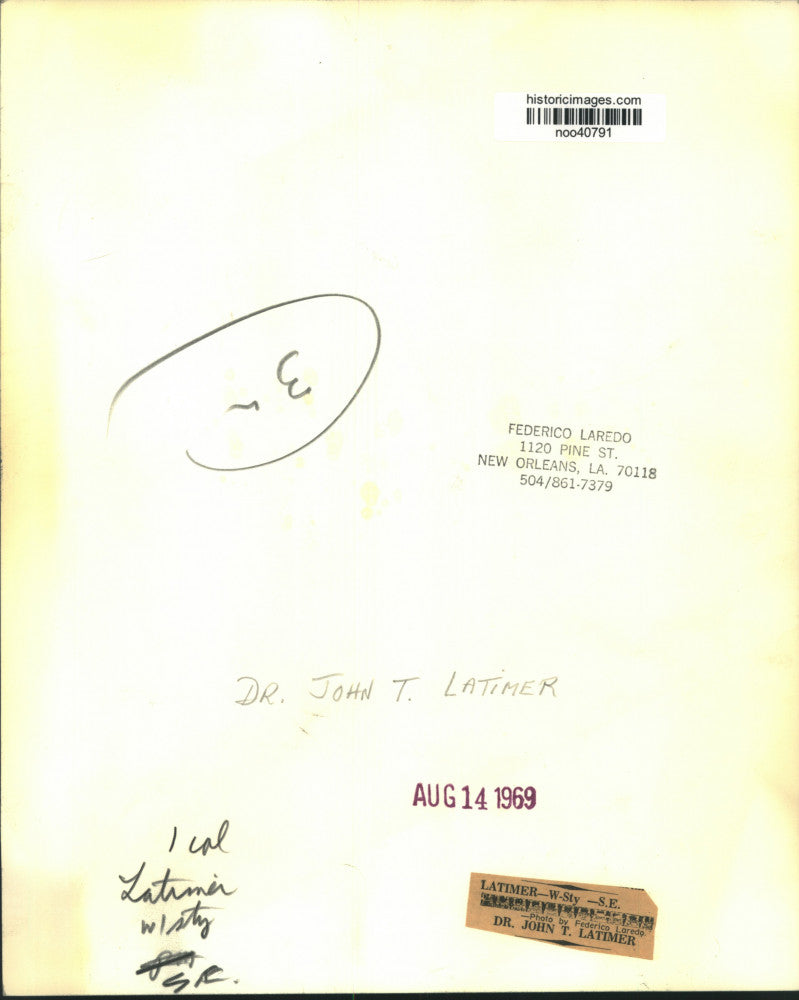 historicimages.com
noo40791
3
FEDERICO LAREDO
1120 PINE ST.
NEW ORLEANS, LA. 70118
504/861-7379
DR. JOHN T. LATIMER
AUG 14 1969
1 col
Latimer
w/sty
S.E.
LATIMER—W-Sty —S.E.
—Photo by Federico Laredo.
DR. JOHN T. LATIMER